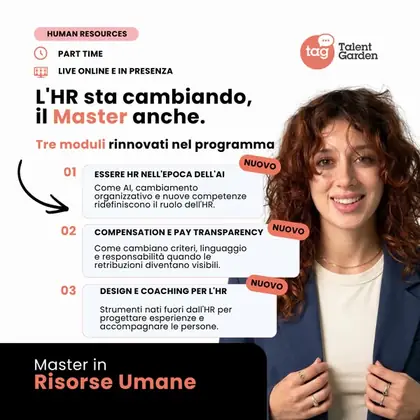 HUMAN RESOURCES
PART TIME
LIVE ONLINE E IN PRESENZA
tag
Talent
Garden
L'HR sta cambiando,
il Master anche.
Tre moduli rinnovati nel programma
NUOVO
01
ESSERE HR NELL'EPOCA DELL'AI
Come AI, cambiamento
organizzativo e nuove competenze
ridefiniscono il ruolo dell'HR.
NUOVO
02
COMPENSATION E PAY TRANSPARENCY
Come cambiano criteri, linguaggio
e responsabilità quando le
retribuzioni diventano visibili.
NUOVO
03
DESIGN E COACHING PER L'HR
Strumenti nati fuori dall'HR per
progettare esperienze e
accompagnare le persone.
Master in
Risorse Umane